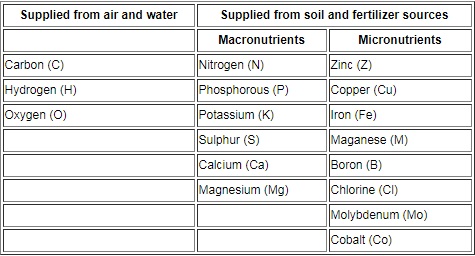 Supplied from air and water Supplied from soil and fertilizer sources
Macronutrients Micronutrients
Carbon (C) Nitrogen (N) Zinc (Z)
Hydrogen (H) Phosphorous (P) Copper (Cu)
Oxygen (O) Potassium (K) Iron (Fe)
Sulphur (S) Maganese (M)
Calcium (Ca) Boron (B)
Magnesium (Mg) Chlorine (Cl)
Molybdenum (Mo)
Cobalt (Co)